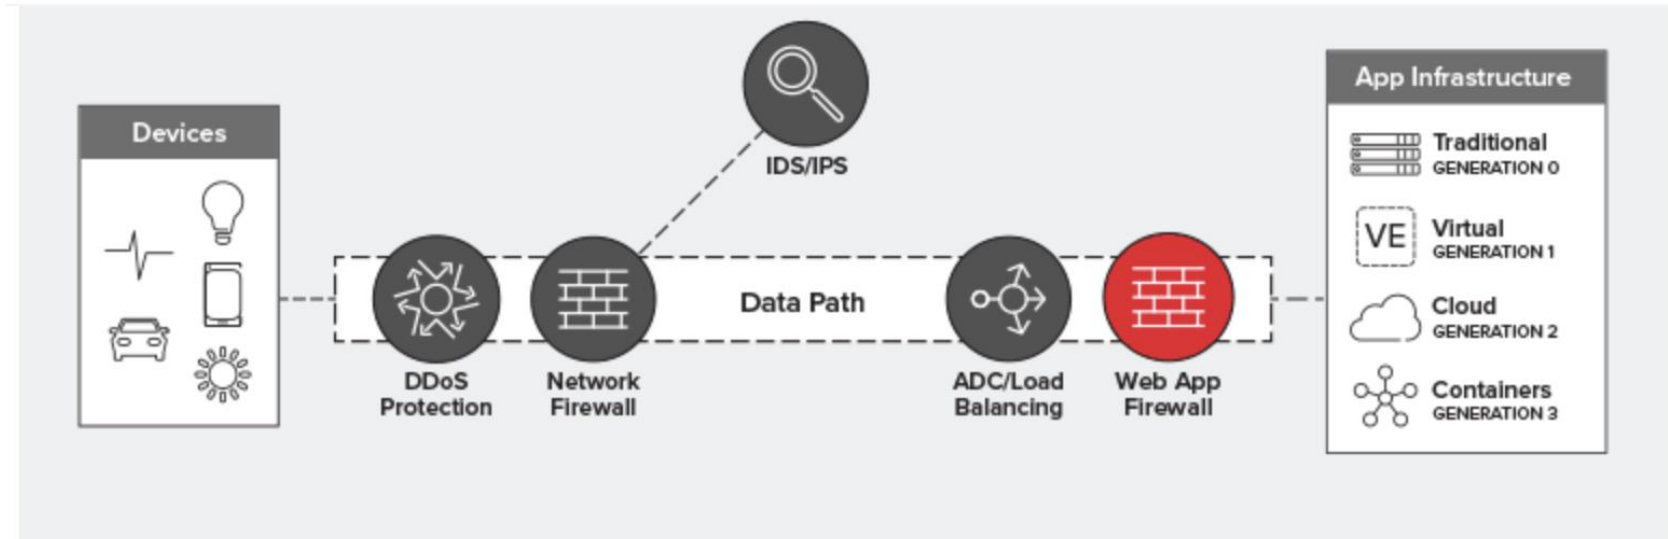 Devices
DDoS
Protection
Network
Firewall
IDS/IPS
Data Path
ADC/Load
Balancing
Web App
Firewall
App Infrastructure
Traditional
GENERATION 0
VE
Virtual
GENERATION 1
Cloud
GENERATION 2
Containers
GENERATION 3